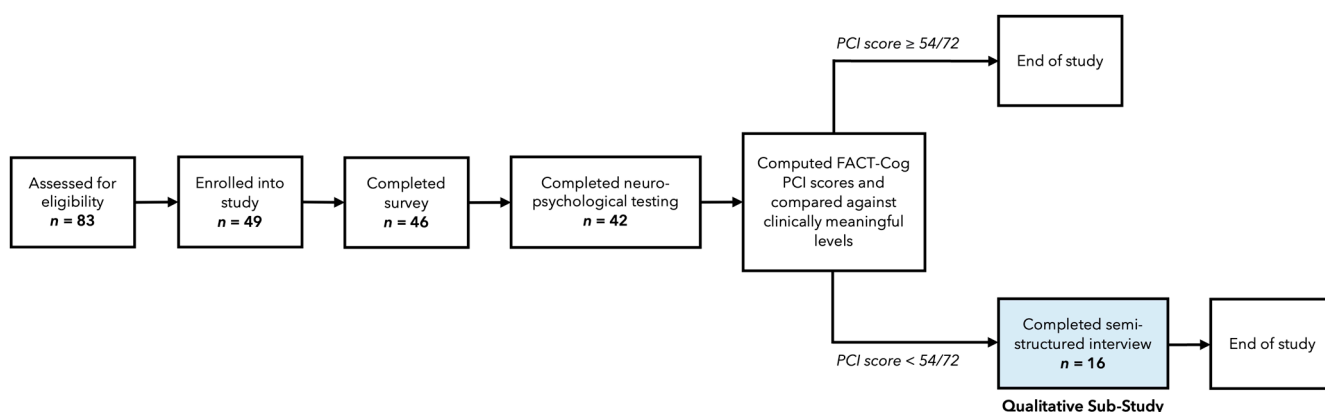 PCI score ≥ 54/72
End of study
Assessed for
eligibility
n = 83
Enrolled into
study
n = 49
Completed
survey
n = 46
Completed neuro-
psychological testing
n = 42
Computed FACT-Cog
PCI scores and
compared against
clinically meaningful
levels
PCI score < 54/72
Completed semi-
structured interview
n = 16
End of study
Qualitative Sub-Study